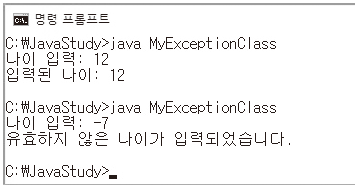 명령 프롬프트
C:₩JavaStudy>java MyExceptionClass
나이 입력: 12
입력된 나이: 12
C:₩JavaStudy>java MyExceptionClass
나이 입력: -7
유효하지 않은 나이가 입력되었습니다.
C:₩JavaStudy>